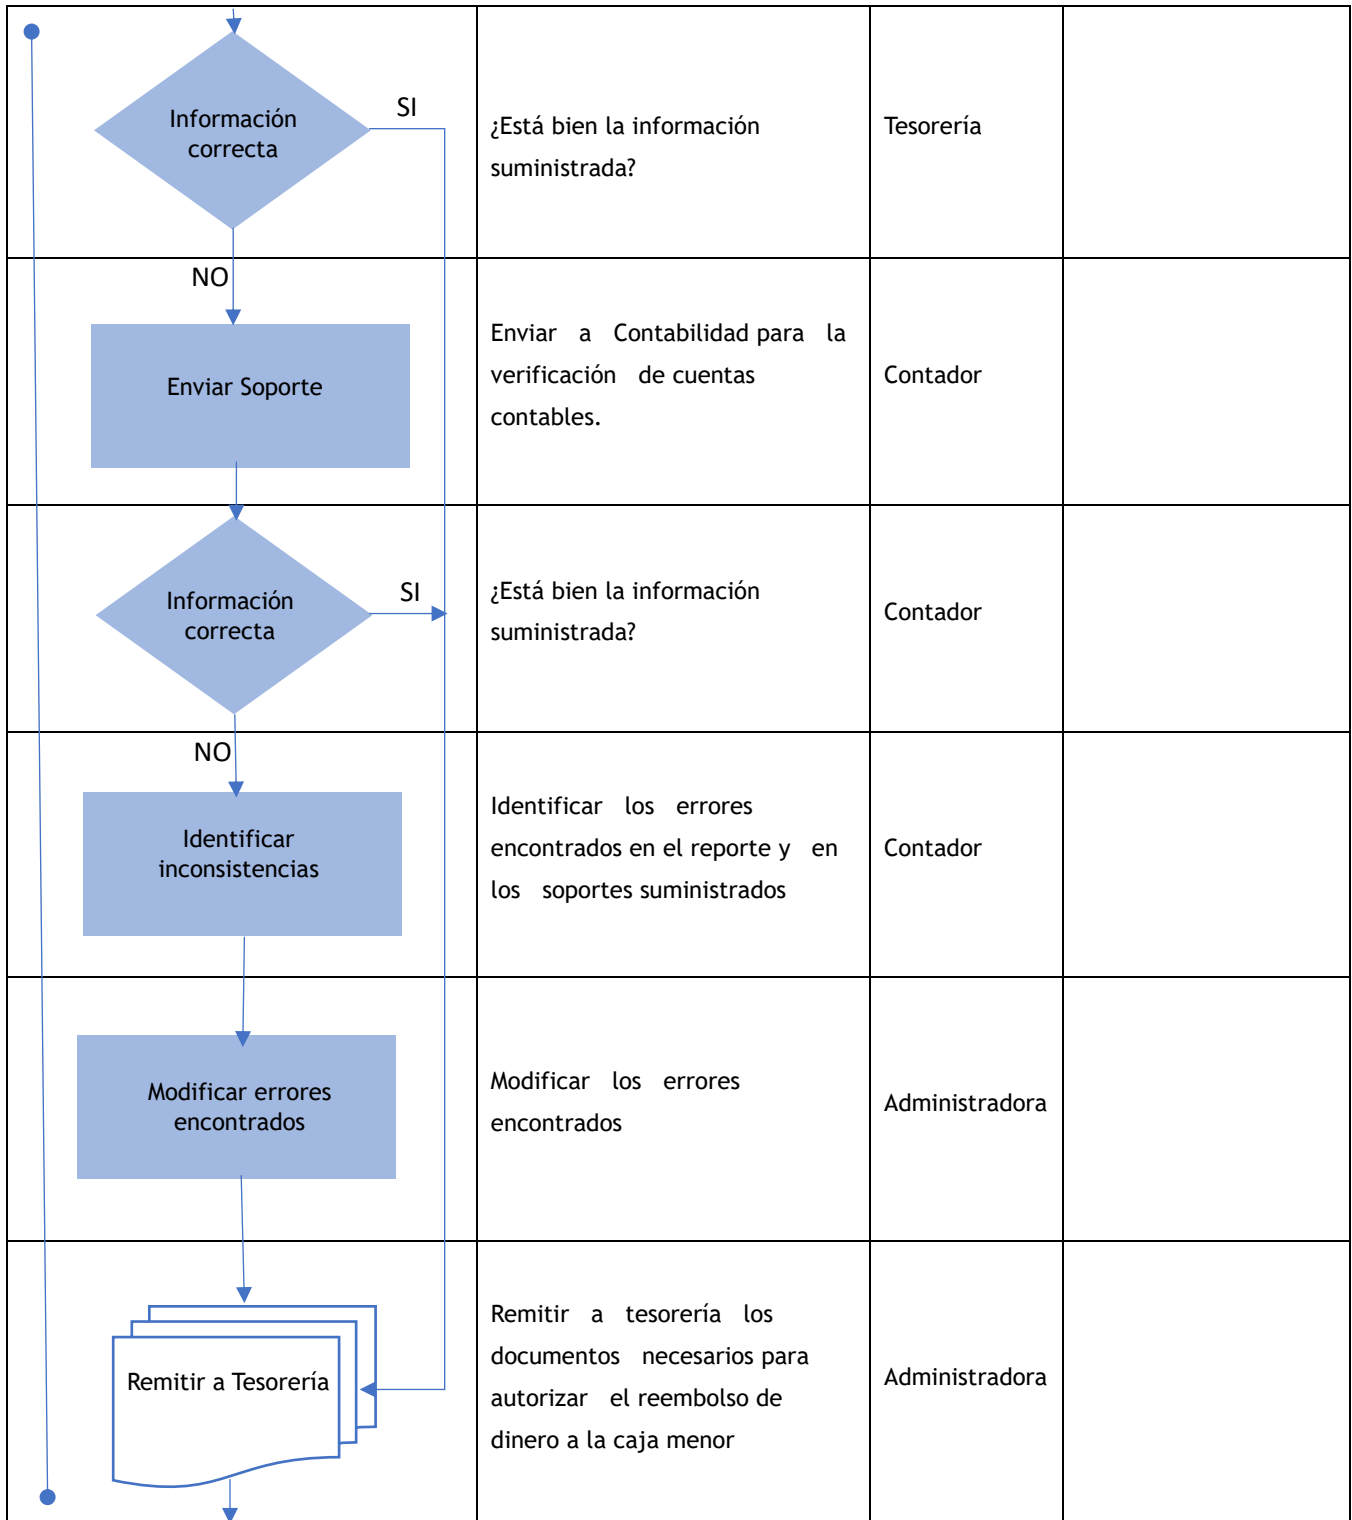 Información
correcta
SI
¿Está bien la información
suministrada?
Tesorería
NO
Enviar Soporte
Enviar a Contabilidad para la
verificación de cuentas
contables.
Contador
Información
correcta
SI
¿Está bien la información
suministrada?
Contador
NO
Identificar
inconsistencias
Identificar los errores
encontrados en el reporte y en
los soportes suministrados
Contador
Modificar errores
encontrados
Modificar los errores
encontrados
Administradora
Remitir a Tesorería
Remitir a tesorería los
documentos necesarios para
autorizar el reembolso de
dinero a la caja menor
Administradora